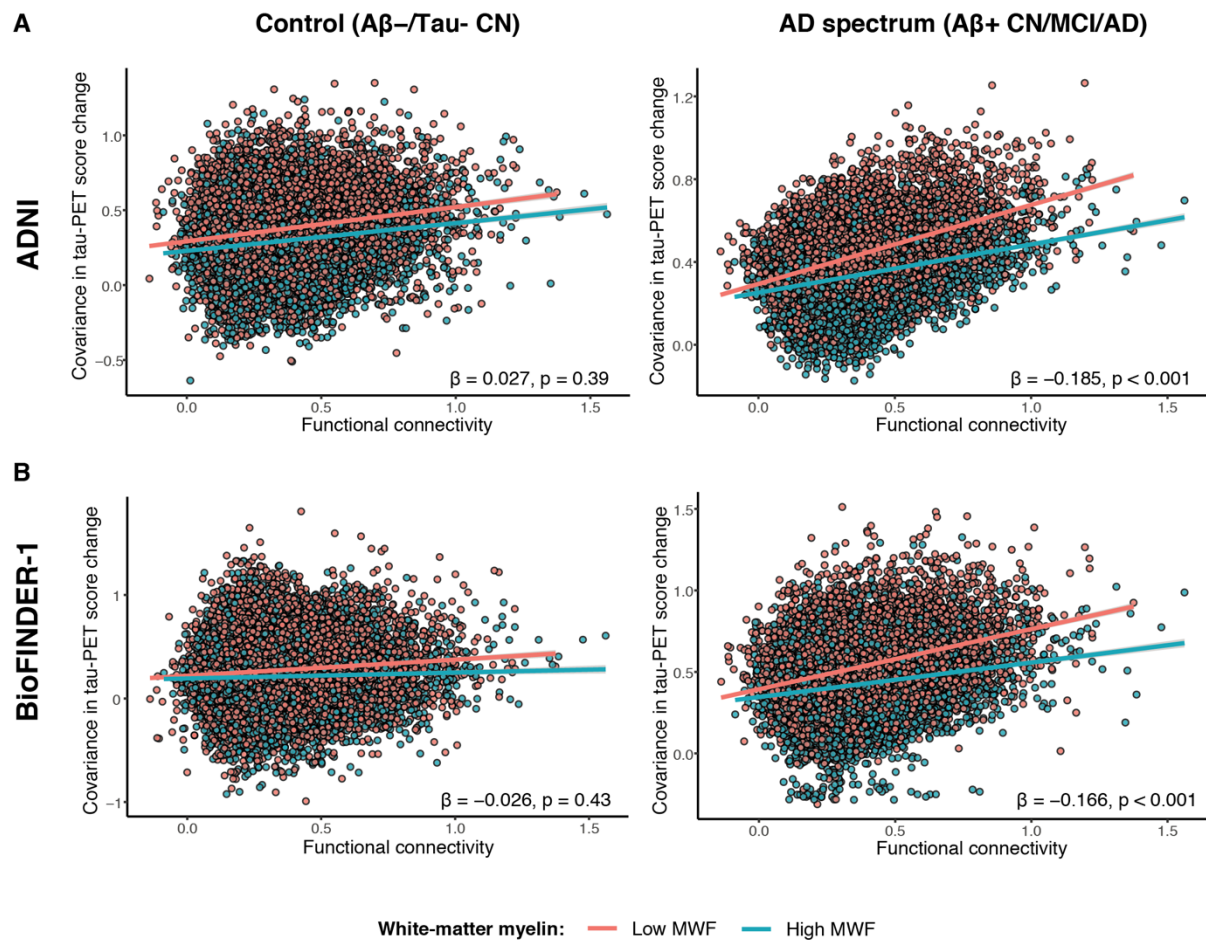 A
Control (Aβ−/Tau- CN)
AD spectrum (Aβ+ CN/MCI/AD)
ADNI
Covariance in tau-PET score change
1.0
0.5
0.0
−0.5
β = 0.027, p = 0.39
0.0 0.5 1.0 1.5
Functional connectivity
Covariance in tau-PET score change
1.2
0.8
0.4
0.0
β = −0.185, p < 0.001
0.0 0.5 1.0 1.5
Functional connectivity
B
BioFINDER-1
Covariance in tau-PET score change
1
0
−1
β = −0.026, p = 0.43
0.0 0.5 1.0 1.5
Functional connectivity
Covariance in tau-PET score change
1.5
1.0
0.5
0.0
β = −0.166, p < 0.001
0.0 0.5 1.0 1.5
Functional connectivity
White-matter myelin: Low MWF High MWF